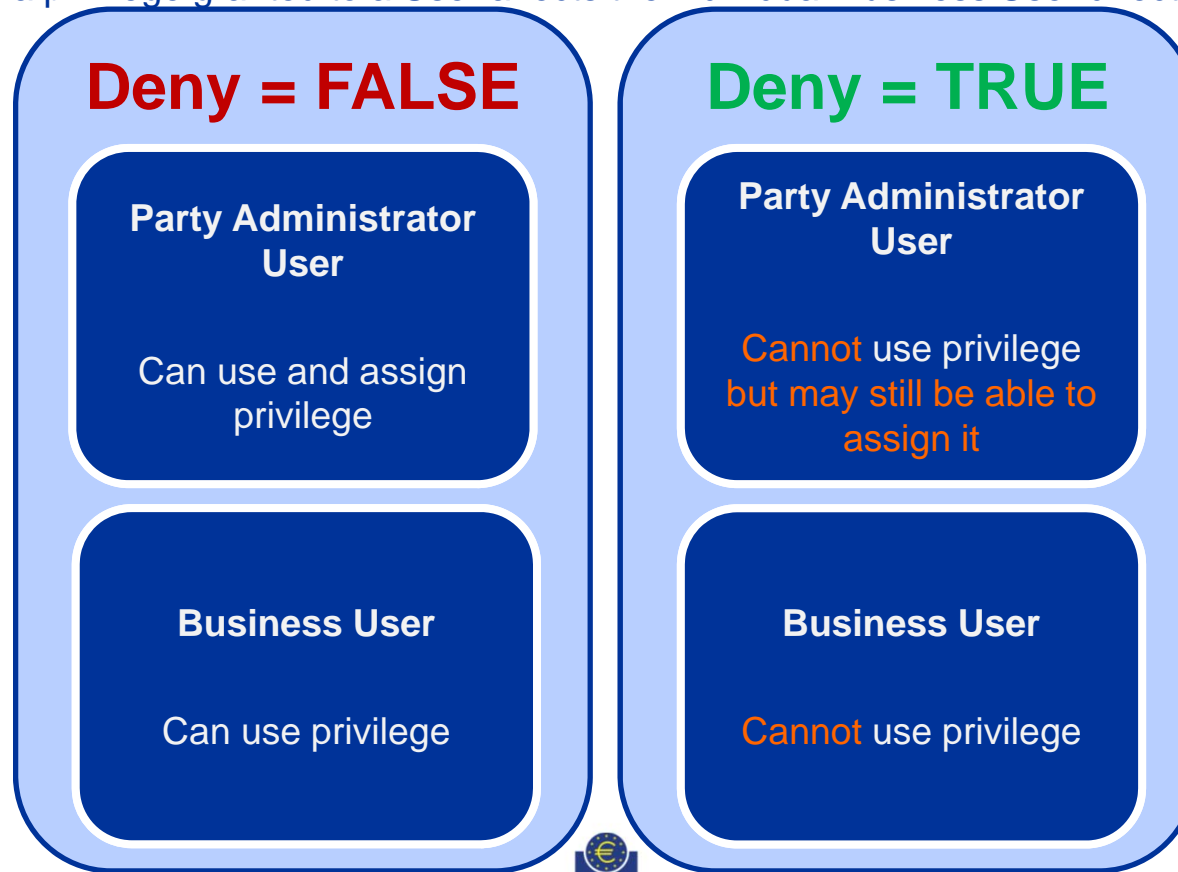 Deny = FALSE
Party Administrator
User
Can use and assign
privilege
Business User
Can use privilege
Deny = TRUE
Party Administrator
User
Cannot use privilege
but may still be able to
assign it
Business User
Cannot use privilege